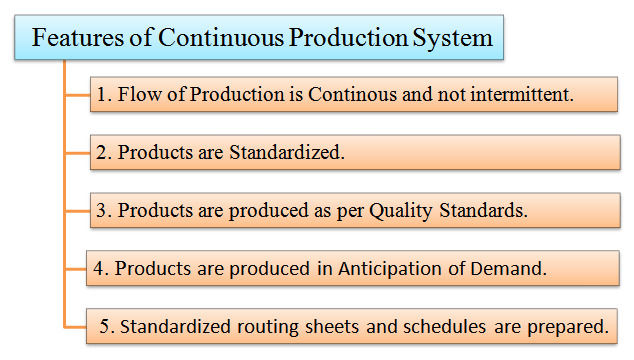 Features of Continuous Production System
1. Flow of Production is Continous and not intermittent.
2. Products are Standardized.
3. Products are produced as per Quality Standards.
4. Products are produced in Anticipation of Demand.
5. Standardized routing sheets and schedules are prepared.